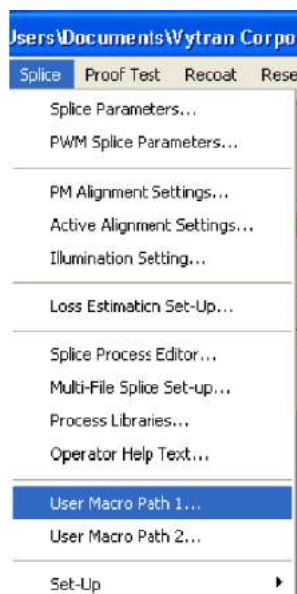 Jsers\Documents\Vytran Corpo
Splice Proof Test Recoat Rese
Splice Parameters...
PWM Splice Parameters...
PM Alignment Settings...
Active Alignment Settings...
Illumination Setting...
Loss Estimation Set-Up...
Splice Process Editor...
Multi-File Splice Set-up...
Process Libraries...
Operator Help Text...
User Macro Path 1...
User Macro Path 2...
Set-Up